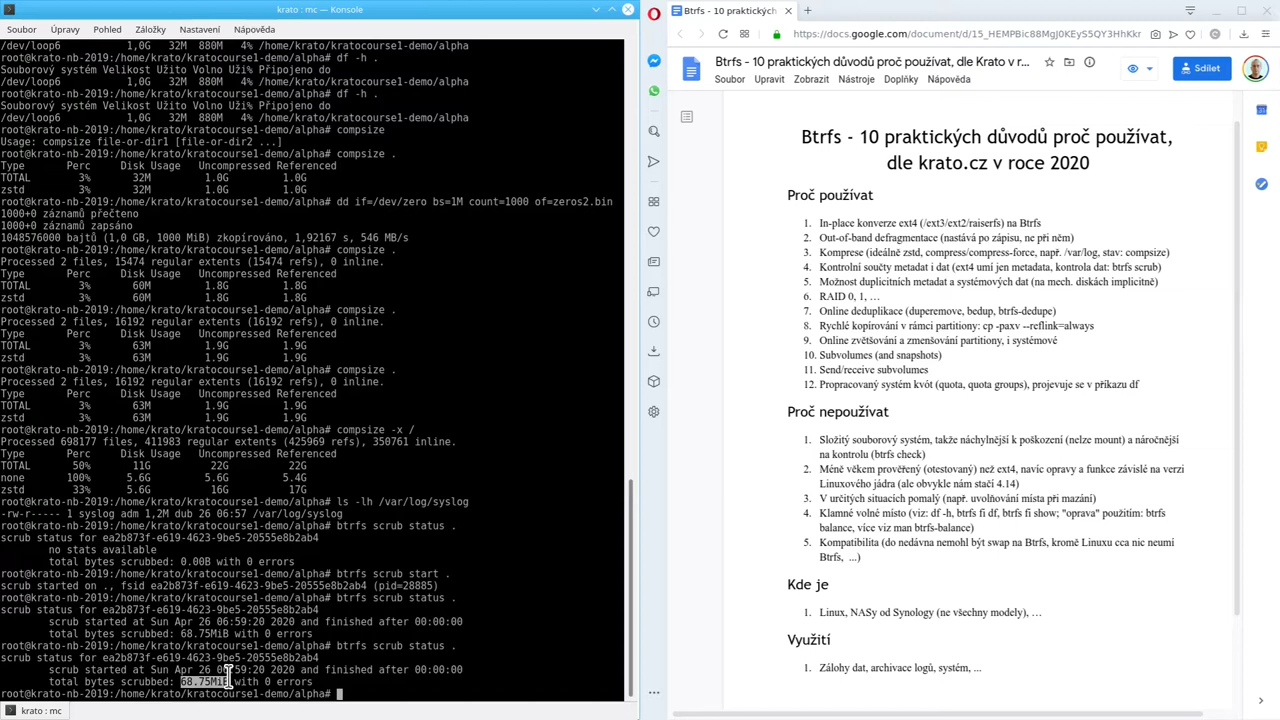 krato : mc — Konsole
Soubor Úpravy Pohled Záložky Nastavení Nápověda
/dev/loop6 1,0G 32M 880M 4% /home/krato/kratocourse1-demo/alpha
root@krato-nb-2019:/home/krato/kratocourse1-demo/alpha# df -h .
Souborový systém Velikost Užito Volno Uži% Připojeno do
/dev/loop6 1,0G 32M 880M 4% /home/krato/kratocourse1-demo/alpha
root@krato-nb-2019:/home/krato/kratocourse1-demo/alpha# df -h .
Souborový systém Velikost Užito Volno Uži% Připojeno do
/dev/loop6 1,0G 32M 880M 4% /home/krato/kratocourse1-demo/alpha
root@krato-nb-2019:/home/krato/kratocourse1-demo/alpha# compsize
Usage: compsize file-or-dir1 [file-or-dir2 ...]
root@krato-nb-2019:/home/krato/kratocourse1-demo/alpha# compsize .
Type Perc Disk Usage Uncompressed Referenced
TOTAL 3% 32M 1.0G 1.0G
zstd 3% 32M 1.0G 1.0G
root@krato-nb-2019:/home/krato/kratocourse1-demo/alpha# dd if=/dev/zero bs=1M count=1000 of=zeros2.bin
1000+0 záznamů přečteno
1000+0 záznamů zapsáno
1048576000 bajtů (1,0 GB, 1000 MiB) zkopírováno, 1,92167 s, 546 MB/s
root@krato-nb-2019:/home/krato/kratocourse1-demo/alpha# compsize .
Processed 2 files, 15474 regular extents (15474 refs), 0 inline.
Type Perc Disk Usage Uncompressed Referenced
TOTAL 3% 60M 1.8G 1.8G
zstd 3% 60M 1.8G 1.8G
root@krato-nb-2019:/home/krato/kratocourse1-demo/alpha# compsize .
Processed 2 files, 16192 regular extents (16192 refs), 0 inline.
Type Perc Disk Usage Uncompressed Referenced
TOTAL 3% 63M 1.9G 1.9G
zstd 3% 63M 1.9G 1.9G
root@krato-nb-2019:/home/krato/kratocourse1-demo/alpha# compsize .
Processed 2 files, 16192 regular extents (16192 refs), 0 inline.
Type Perc Disk Usage Uncompressed Referenced
TOTAL 3% 63M 1.9G 1.9G
zstd 3% 63M 1.9G 1.9G
root@krato-nb-2019:/home/krato/kratocourse1-demo/alpha# compsize -x /
Processed 698177 files, 411983 regular extents (425969 refs), 350761 inline.
Type Perc Disk Usage Uncompressed Referenced
TOTAL 50% 11G 22G 22G
none 100% 5.6G 5.6G 5.4G
zstd 33% 5.6G 16G 17G
root@krato-nb-2019:/home/krato/kratocourse1-demo/alpha# ls -lh /var/log/syslog
-rw-r----- 1 syslog adm 1,2M dub 26 06:57 /var/log/syslog
root@krato-nb-2019:/home/krato/kratocourse1-demo/alpha# btrfs scrub status .
scrub status for ea2b873f-e619-4623-9be5-20555e8b2ab4
no stats available
total bytes scrubbed: 0.00B with 0 errors
root@krato-nb-2019:/home/krato/kratocourse1-demo/alpha# btrfs scrub start .
scrub started on ., fsid ea2b873f-e619-4623-9be5-20555e8b2ab4 (pid=28885)
root@krato-nb-2019:/home/krato/kratocourse1-demo/alpha# btrfs scrub status .
scrub status for ea2b873f-e619-4623-9be5-20555e8b2ab4
scrub started at Sun Apr 26 06:59:20 2020 and finished after 00:00:00
total bytes scrubbed: 68.75MiB with 0 errors
root@krato-nb-2019:/home/krato/kratocourse1-demo/alpha# btrfs scrub status .
scrub status for ea2b873f-e619-4623-9be5-20555e8b2ab4
scrub started at Sun Apr 26 06:59:20 2020 and finished after 00:00:00
total bytes scrubbed: 68.75MiB with 0 errors
root@krato-nb-2019:/home/krato/kratocourse1-demo/alpha#
krato : mc
Btrfs - 10 praktických
https://docs.google.com/document/d/15_HEMPBic88MgJ0KEyS5QY3HhKkr
Btrfs - 10 praktických důvodů proč používat, dle Krato v r...
Soubor Upravit Zobrazit Nástroje Doplňky Nápověda
Sdílet
Btrfs - 10 praktických důvodů proč používat,
dle krato.cz v roce 2020
Proč používat
1. In-place konverze ext4 (/ext3/ext2/raiserfs) na Btrfs
2. Out-of-band defragmentace (nastává po zápisu, ne při něm)
3. Komprese (ideálně zstd, compress/compress-force, např. /var/log, stav: compsize)
4. Kontrolní součty metadat i dat (ext4 umí jen metadata, kontrola dat: btrfs scrub)
5. Možnost duplicitních metadat a systémových dat (na mech. diskách implicitně)
6. RAID 0, 1, …
7. Online deduplikace (duperemove, bedup, btrfs-dedupe)
8. Rychlé kopírování v rámci partitiony: cp -paxv --reflink=always
9. Online zvětšování a zmenšování partitiony, i systémové
10. Subvolumes (and snapshots)
11. Send/receive subvolumes
12. Propracovaný systém kvót (quota, quota groups), projevuje se v příkazu df
Proč nepoužívat
1. Složitý souborový systém, takže náchylnější k poškození (nelze mount) a náročnější
na kontrolu (btrfs check)
2. Méně věkem prověřený (otestovaný) než ext4, navíc opravy a funkce závislé na verzi
Linuxového jádra (ale obvykle nám stačí 4.14)
3. V určitých situacích pomalý (např. uvolňování místa při mazání)
4. Klamné volné místo (viz: df -h, btrfs fi df, btrfs fi show; "oprava" použitím: btrfs
balance, více viz man btrfs-balance)
5. Kompatibilita (do nedávna nemohl být swap na Btrfs, kromě Linuxu cca nic neumí
Btrfs, ...)
Kde je
1. Linux, NASy od Synology (ne všechny modely), …
Využití
1. Zálohy dat, archivace logů, systém, ...